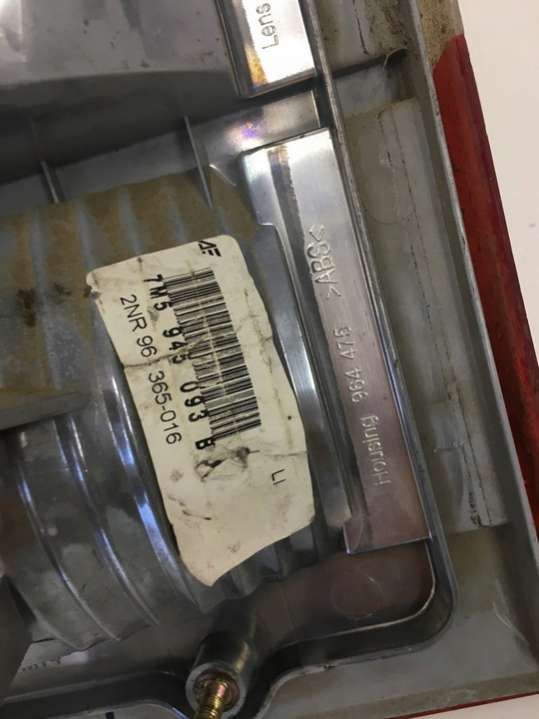 Lens
>ABS<
Housing 964 475
7M5 945 093 B
2NR 96 365-016
LI